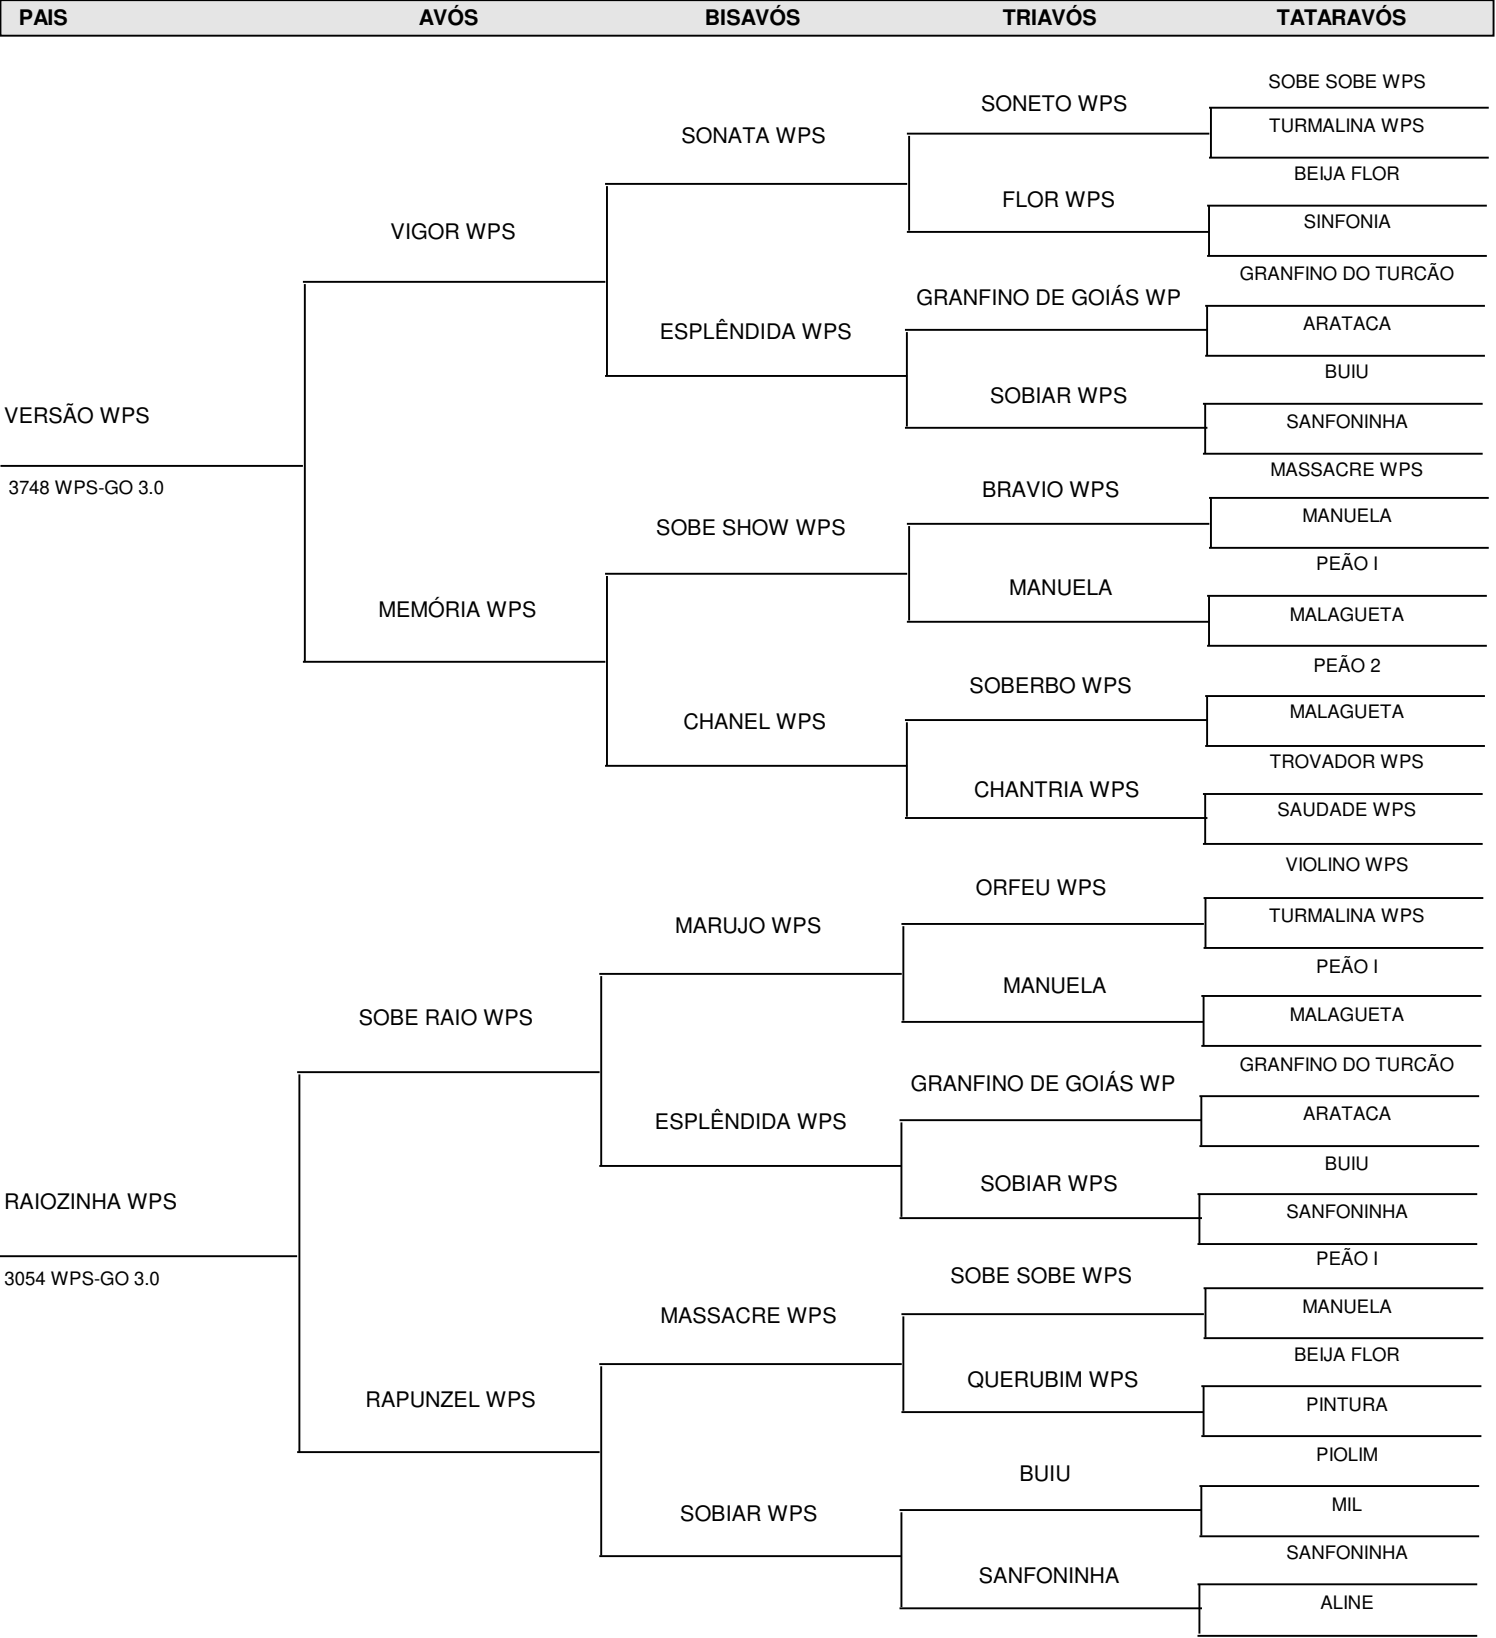 PAIS AVÓS BISAVÓS TRIAVÓS TATARAVÓS
SOBE SOBE WPS
SONETO WPS
TURMALINA WPS
SONATA WPS
BEIJA FLOR
FLOR WPS
SINFONIA
VIGOR WPS
GRANFINO DO TURCÃO
GRANFINO DE GOIÁS WP
ARATACA
ESPLÊNDIDA WPS
BUIU
SOBIAR WPS
SANFONINHA
VERSÃO WPS
3748 WPS-GO 3.0
MASSACRE WPS
BRAVIO WPS
MANUELA
SOBE SHOW WPS
PEÃO I
MANUELA
MALAGUETA
MEMÓRIA WPS
PEÃO 2
SOBERBO WPS
MALAGUETA
CHANEL WPS
TROVADOR WPS
CHANTRIA WPS
SAUDADE WPS
VIOLINO WPS
ORFEU WPS
TURMALINA WPS
MARUJO WPS
PEÃO I
MANUELA
MALAGUETA
SOBE RAIO WPS
GRANFINO DO TURCÃO
GRANFINO DE GOIÁS WP
ARATACA
ESPLÊNDIDA WPS
BUIU
SOBIAR WPS
SANFONINHA
RAIOZINHA WPS
3054 WPS-GO 3.0
PEÃO I
SOBE SOBE WPS
MANUELA
MASSACRE WPS
BEIJA FLOR
QUERUBIM WPS
PINTURA
RAPUNZEL WPS
PIOLIM
BUIU
MIL
SOBIAR WPS
SANFONINHA
SANFONINHA
ALINE